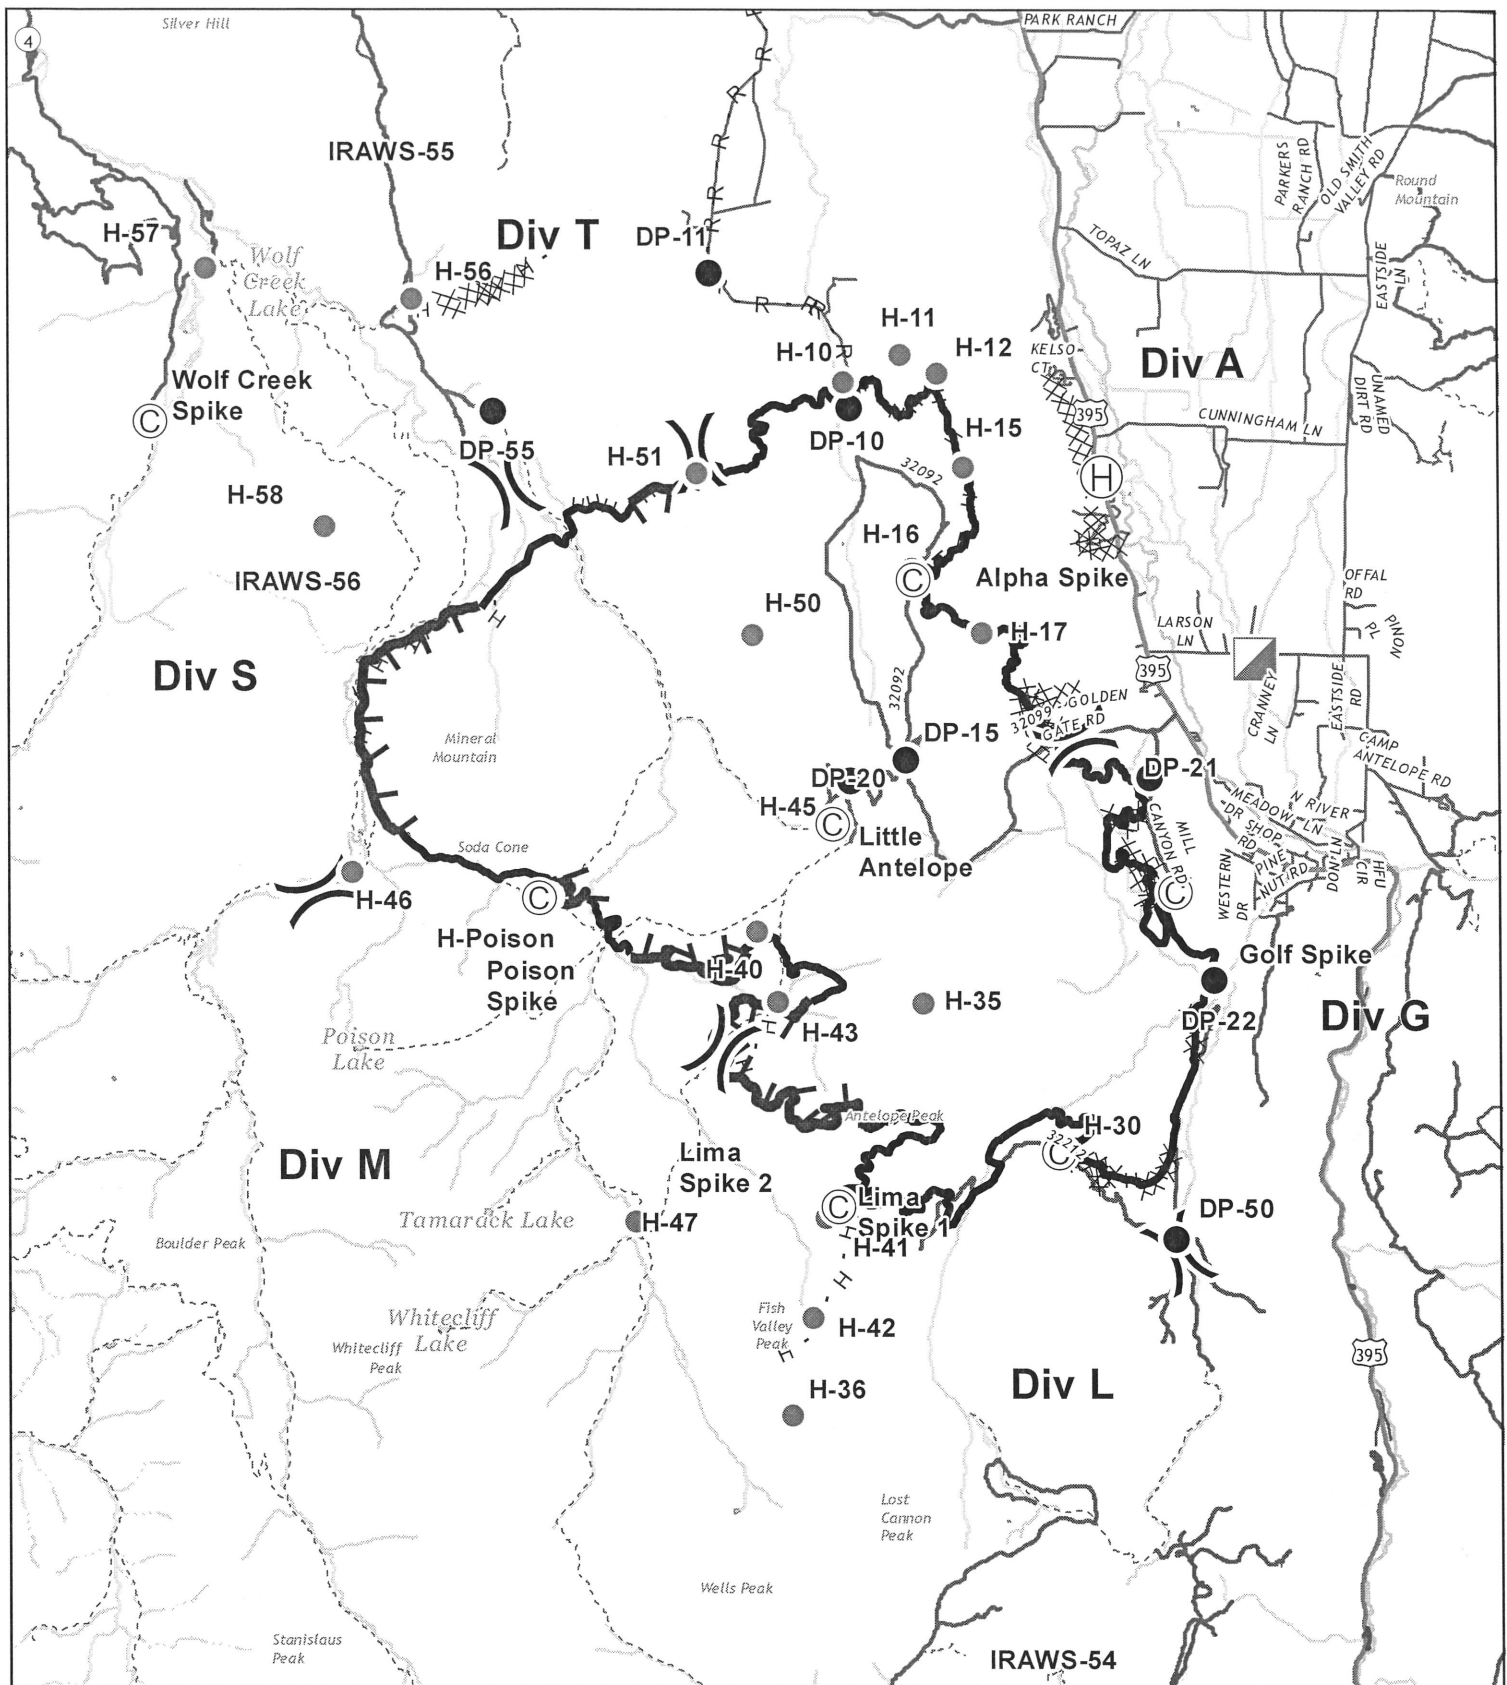 Silver Hill
PARK RANCH
4
IRAWS-55
PARKERS
RANCH RD
OLD SMITH
VALLEY RD
Round
Mountain
H-57
Div T
DP-11
R
R
R
R
R
R
TOPAZ LN
EASTSIDE
LN
Wolf
Creek
Lake
H-56
R
R
R
R
H-11
H-10
H-12
KELSO
CT
Div A
Wolf Creek
Spike
C
395
UNAMED
DIRT RD
CUNNINGHAM LN
DP-10
H-15
DP-55
H-51
32092
H
H-58
H-16
C
Alpha Spike
IRAWS-56
OFFAL
RD
H-50
H
H-17
LARSON
LN
PINON
PL
Div S
395
32092
32099
GOLDEN
GATE RD
CRANNEY
LN
EASTSIDE
RD
Mineral
Mountain
DP-15
CAMP
ANTELOPE RD
DP-20
DP-21
H-45
C
Little
Antelope
MEADOW LN
N RIVER
DR SHOP
RD
MILL
CANYON RD
Soda Cone
PINE
NUT RD
DON LN
HFU
CIR
WESTERN
DR
C
H-46
C
H-Poison
Poison
Spike
H-40
Golf Spike
H-35
H-43
DP-22
Div G
Poison
Lake
H
Antelope Peak
H-30
32212
C
Div M
Lima
Spike 2
C
Lima
Spike 1
H-41
DP-50
Tamarack Lake
H-47
Boulder Peak
H
H
Whitecliff
Lake
Whitecliff
Peak
Fish
Valley
Peak
H-42
H
395
H-36
Div L
Lost
Cannon
Peak
Wells Peak
Stanislaus
Peak
IRAWS-54